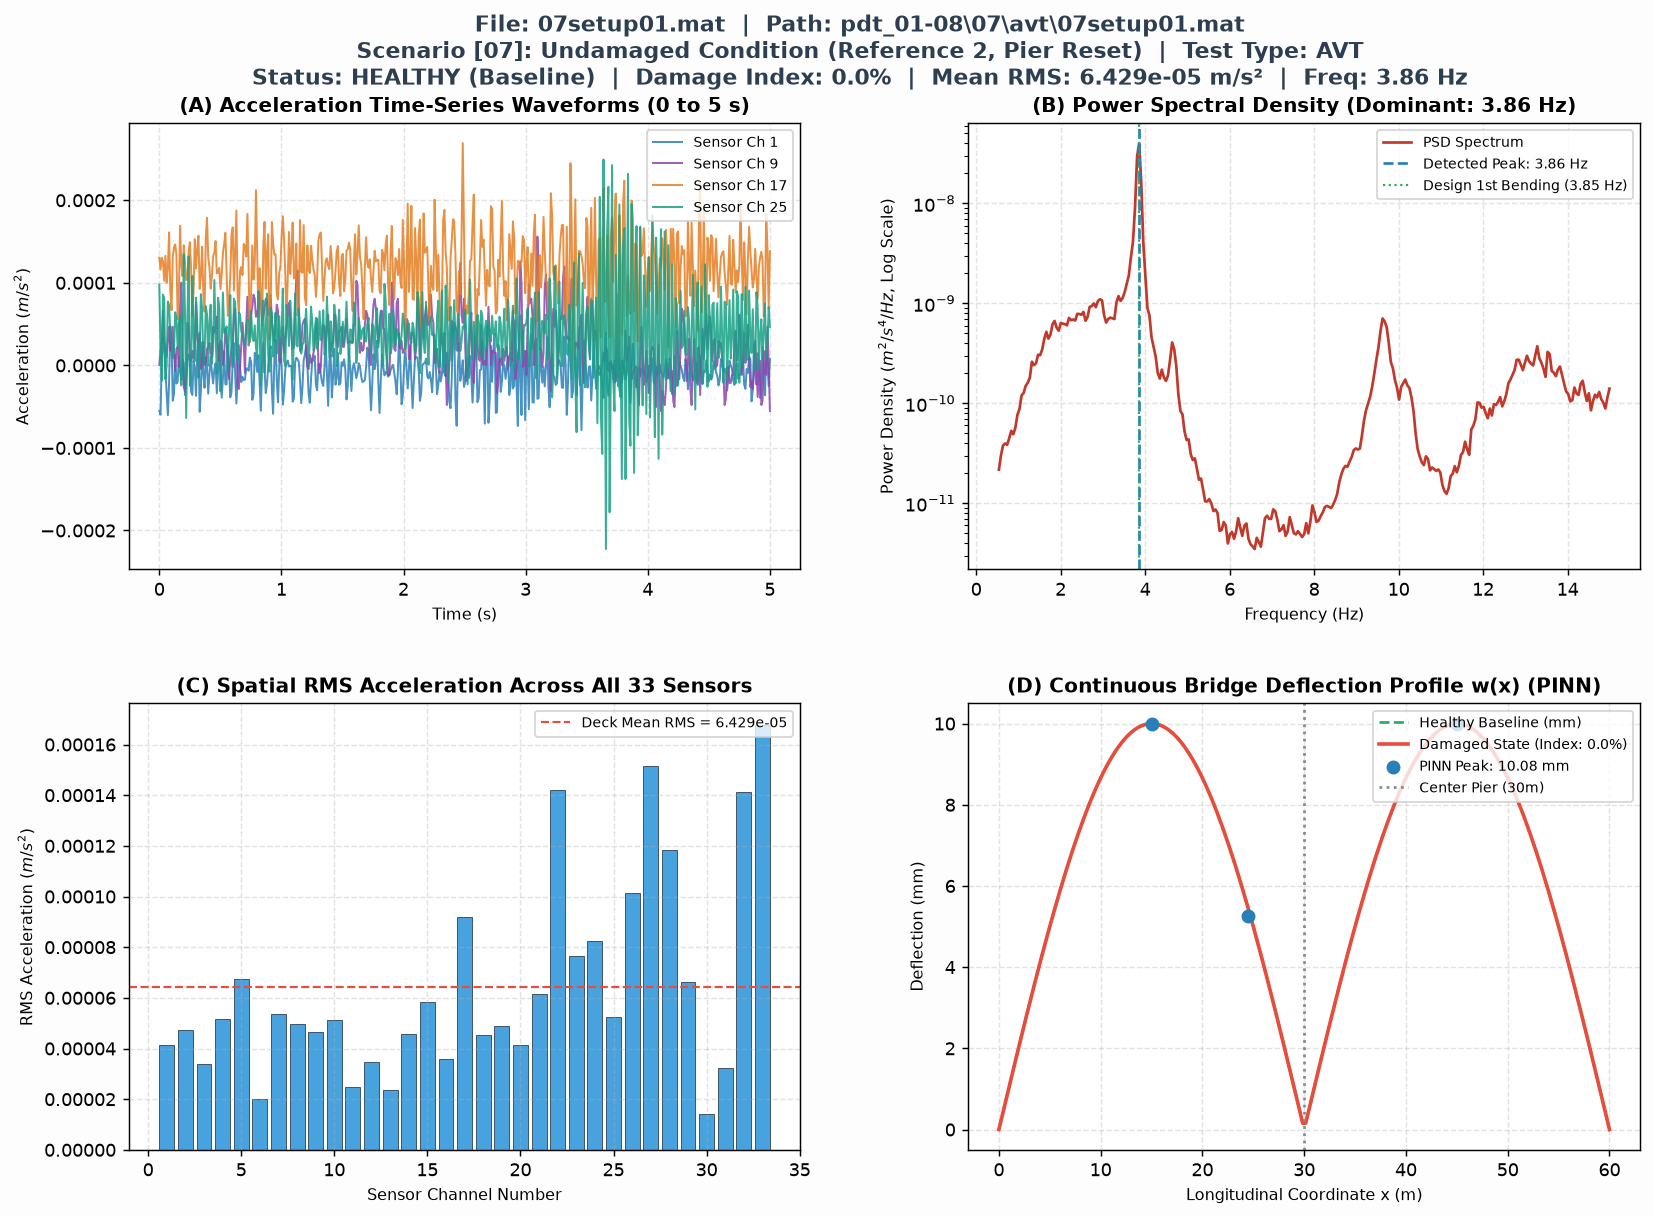 File: 07setup01.mat | Path: pdt_01-08\07\avt\07setup01.mat
Scenario [07]: Undamaged Condition (Reference 2, Pier Reset) | Test Type: AVT
Status: HEALTHY (Baseline) | Damage Index: 0.0% | Mean RMS: 6.429e-05 m/s² | Freq: 3.86 Hz
(A) Acceleration Time-Series Waveforms (0 to 5 s)
Sensor Ch 1
Sensor Ch 9
Sensor Ch 17
Sensor Ch 25
Acceleration (m/s²)
0.0002
0.0001
0.0000
−0.0001
−0.0002
0 1 2 3 4 5
Time (s)
(B) Power Spectral Density (Dominant: 3.86 Hz)
PSD Spectrum
Detected Peak: 3.86 Hz
Design 1st Bending (3.85 Hz)
Power Density (m²/s⁴/Hz, Log Scale)
10⁻⁸
10⁻⁹
10⁻¹⁰
10⁻¹¹
0 2 4 6 8 10 12 14
Frequency (Hz)
(C) Spatial RMS Acceleration Across All 33 Sensors
Deck Mean RMS = 6.429e-05
RMS Acceleration (m/s²)
0.00016
0.00014
0.00012
0.00010
0.00008
0.00006
0.00004
0.00002
0.00000
0 5 10 15 20 25 30 35
Sensor Channel Number
(D) Continuous Bridge Deflection Profile w(x) (PINN)
Healthy Baseline (mm)
Damaged State (Index: 0.0%)
PINN Peak: 10.08 mm
Center Pier (30m)
Deflection (mm)
10
8
6
4
2
0
0 10 20 30 40 50 60
Longitudinal Coordinate x (m)